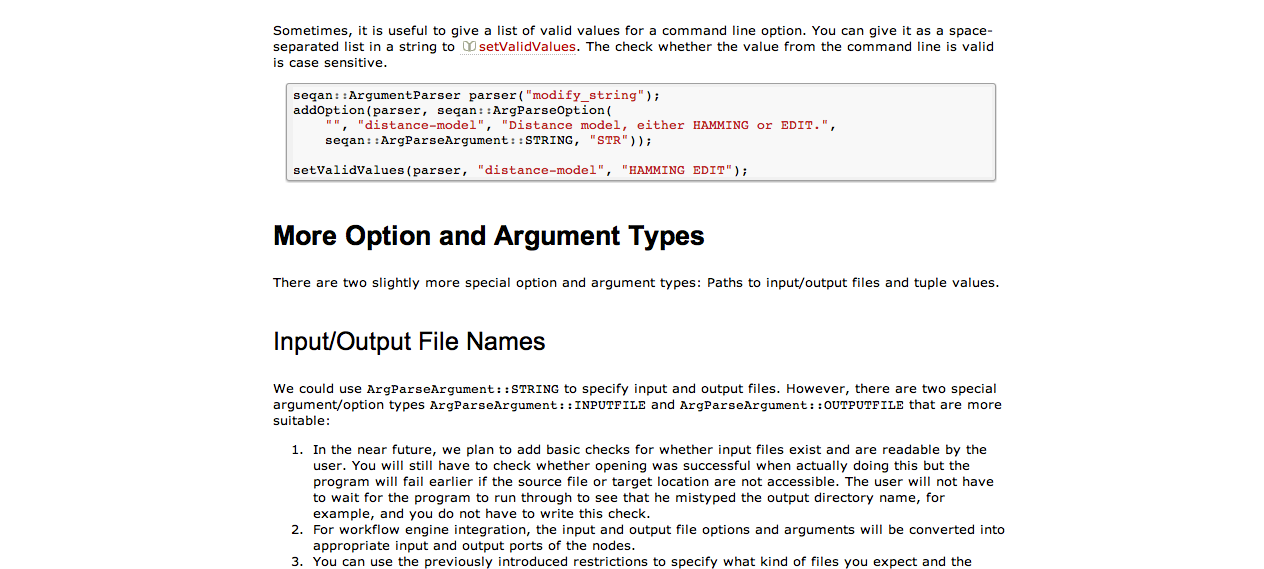 Sometimes, it is useful to give a list of valid values for a command line option. You can give it as a space-
separated list in a string to setValidValues. The check whether the value from the command line is valid
is case sensitive.
seqan::ArgumentParser parser("modify_string");
addOption(parser, seqan::ArgParseOption(
    "", "distance-model", "Distance model, either HAMMING or EDIT.",
    seqan::ArgParseArgument::STRING, "STR"));
setValidValues(parser, "distance-model", "HAMMING EDIT");
More Option and Argument Types
There are two slightly more special option and argument types: Paths to input/output files and tuple values.
Input/Output File Names
We could use ArgParseArgument::STRING to specify input and output files. However, there are two special
argument/option types ArgParseArgument::INPUTFILE and ArgParseArgument::OUTPUTFILE that are more
suitable:
1. In the near future, we plan to add basic checks for whether input files exist and are readable by the
user. You will still have to check whether opening was successful when actually doing this but the
program will fail earlier if the source file or target location are not accessible. The user will not have
to wait for the program to run through to see that he mistyped the output directory name, for
example, and you do not have to write this check.
2. For workflow engine integration, the input and output file options and arguments will be converted into
appropriate input and output ports of the nodes.
3. You can use the previously introduced restrictions to specify what kind of files you expect and the